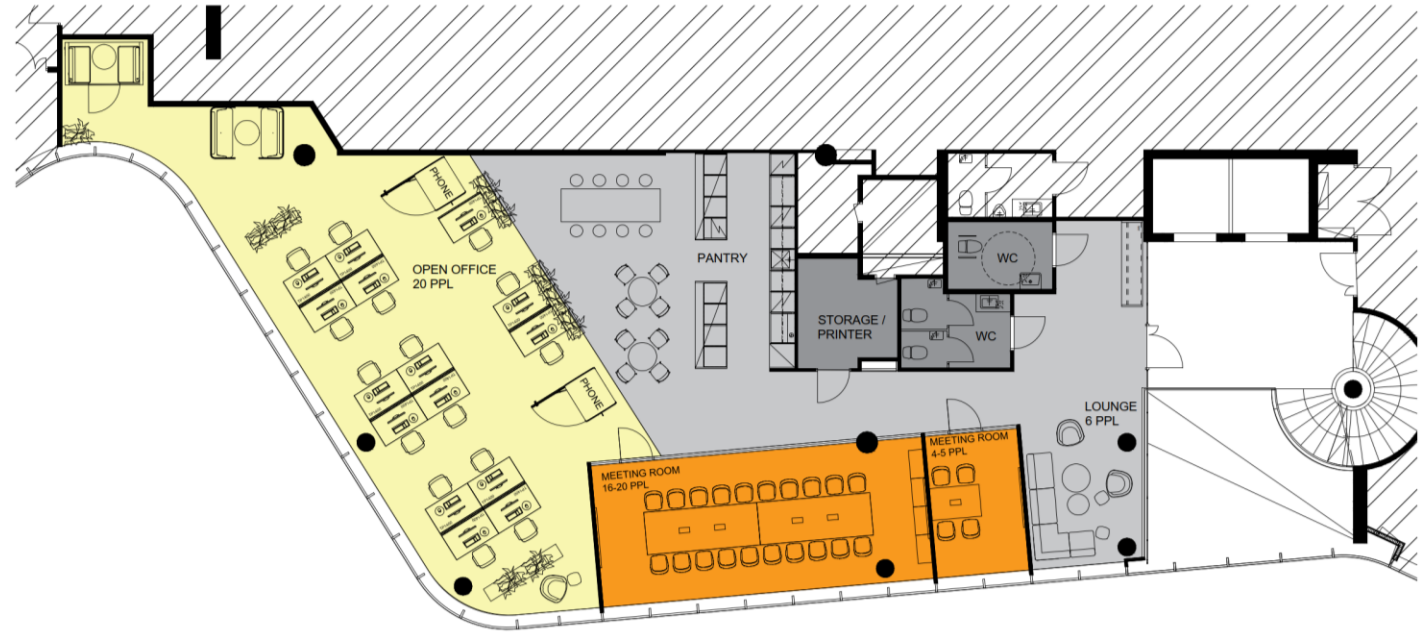 PHONE
OPEN OFFICE
20 PPL
PANTRY
WC
STORAGE /
PRINTER
WC
PHONE
LOUNGE
6 PPL
MEETING ROOM
16-20 PPL
MEETING ROOM
4-5 PPL